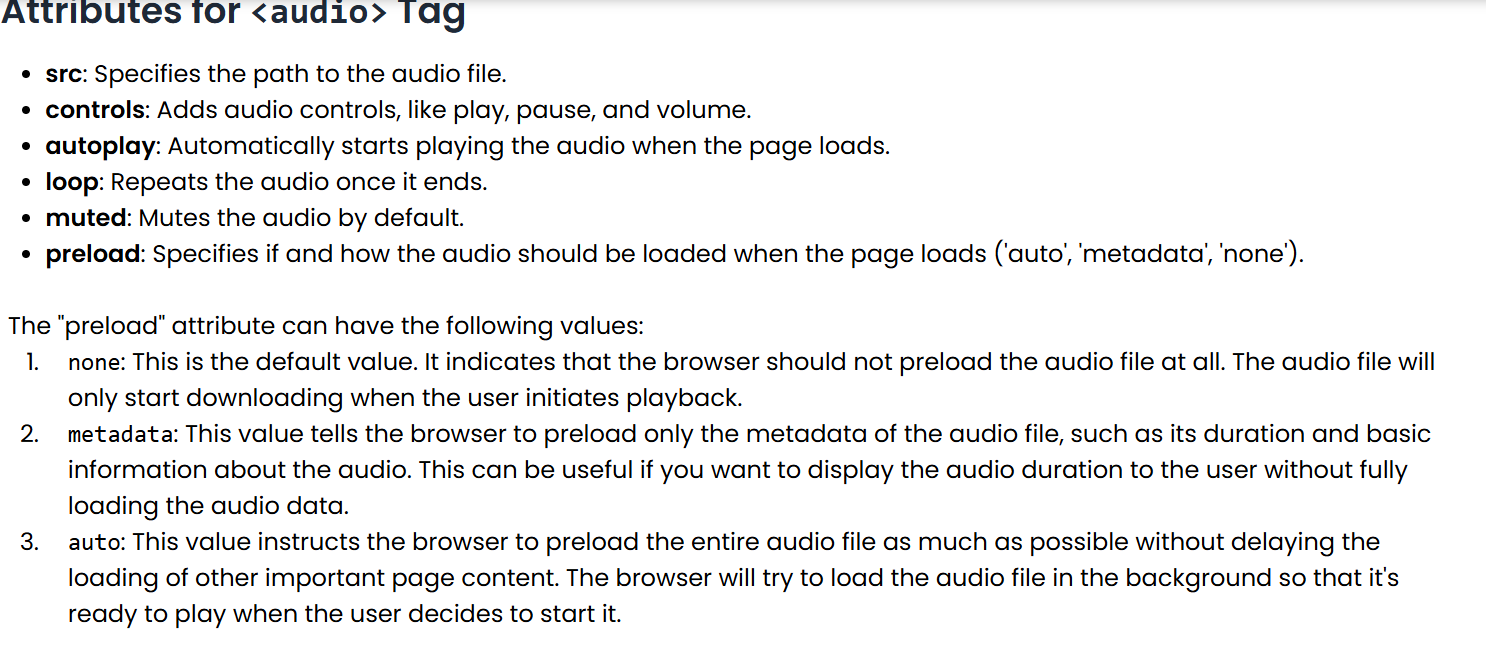 Attributes for <audio> Tag
• src: Specifies the path to the audio file.
• controls: Adds audio controls, like play, pause, and volume.
• autoplay: Automatically starts playing the audio when the page loads.
• loop: Repeats the audio once it ends.
• muted: Mutes the audio by default.
• preload: Specifies if and how the audio should be loaded when the page loads ('auto', 'metadata', 'none').
The "preload" attribute can have the following values:
1. none: This is the default value. It indicates that the browser should not preload the audio file at all. The audio file will
only start downloading when the user initiates playback.
2. metadata: This value tells the browser to preload only the metadata of the audio file, such as its duration and basic
information about the audio. This can be useful if you want to display the audio duration to the user without fully
loading the audio data.
3. auto: This value instructs the browser to preload the entire audio file as much as possible without delaying the
loading of other important page content. The browser will try to load the audio file in the background so that it's
ready to play when the user decides to start it.